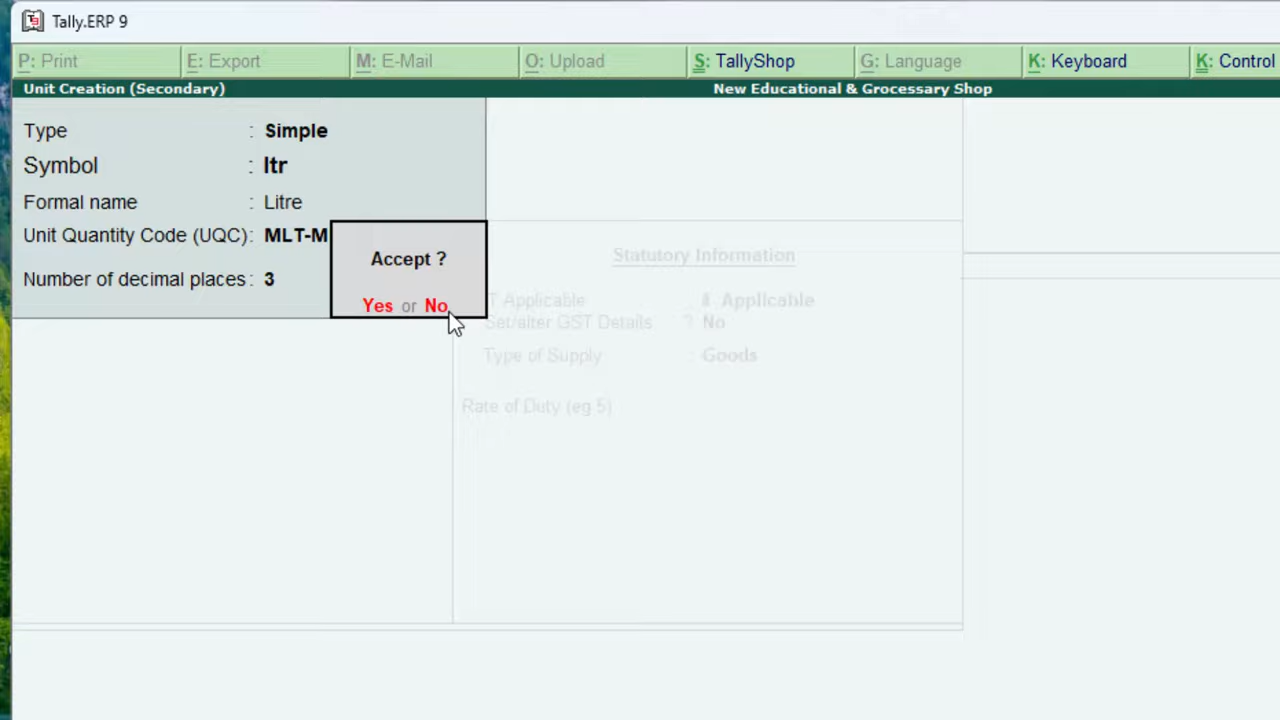 Tally.ERP 9
P: Print E: Export M: E-Mail O: Upload S: TallyShop G: Language K: Keyboard K: Control
Unit Creation (Secondary) New Educational & Grocessary Shop
Type : Simple
Symbol : ltr
Formal name : Litre
Unit Quantity Code (UQC): MLT-M
Number of decimal places : 3
Accept ?
Yes or No
Statutory Information
T Applicable Applicable
Set/alter GST Details ? No
Type of Supply : Goods
Rate of Duty (eg 5)